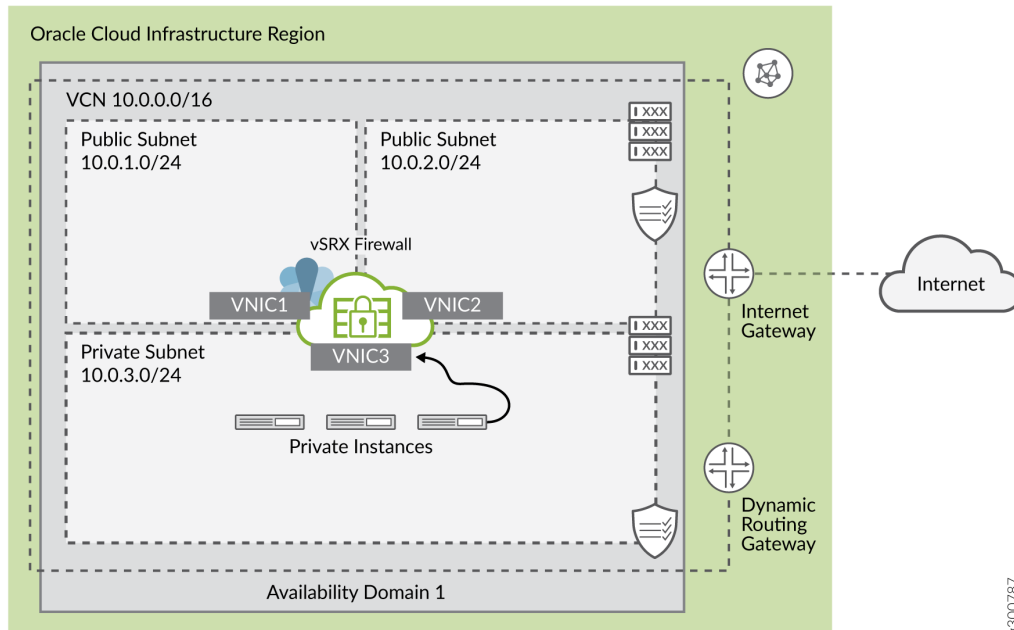 Oracle Cloud Infrastructure Region
VCN 10.0.0.0/16
Public Subnet
10.0.1.0/24
Public Subnet
10.0.2.0/24
I XXX
I XXX
I XXX
vSRX Firewall
VNIC1
VNIC2
VNIC3
Internet
Gateway
Internet
Private Subnet
10.0.3.0/24
I XXX
I XXX
I XXX
Private Instances
Dynamic
Routing
Gateway
Availability Domain 1